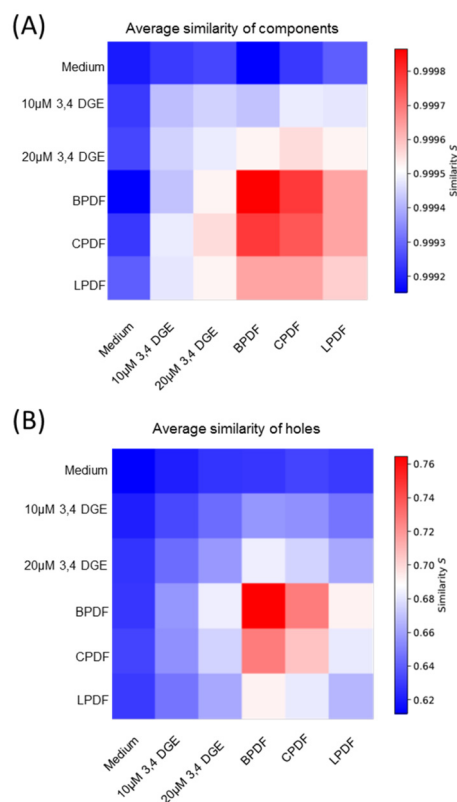 (A)
Average similarity of components
Medium
10µM 3,4 DGE
20µM 3,4 DGE
BPDF
CPDF
LPDF
Medium
10µM 3,4 DGE
20µM 3,4 DGE
BPDF
CPDF
LPDF
0.9998
0.9997
0.9996
0.9995
0.9994
0.9993
0.9992
Similarity S
(B)
Average similarity of holes
Medium
10µM 3,4 DGE
20µM 3,4 DGE
BPDF
CPDF
LPDF
Medium
10µM 3,4 DGE
20µM 3,4 DGE
BPDF
CPDF
LPDF
0.76
0.74
0.72
0.70
0.68
0.66
0.64
0.62
Similarity S